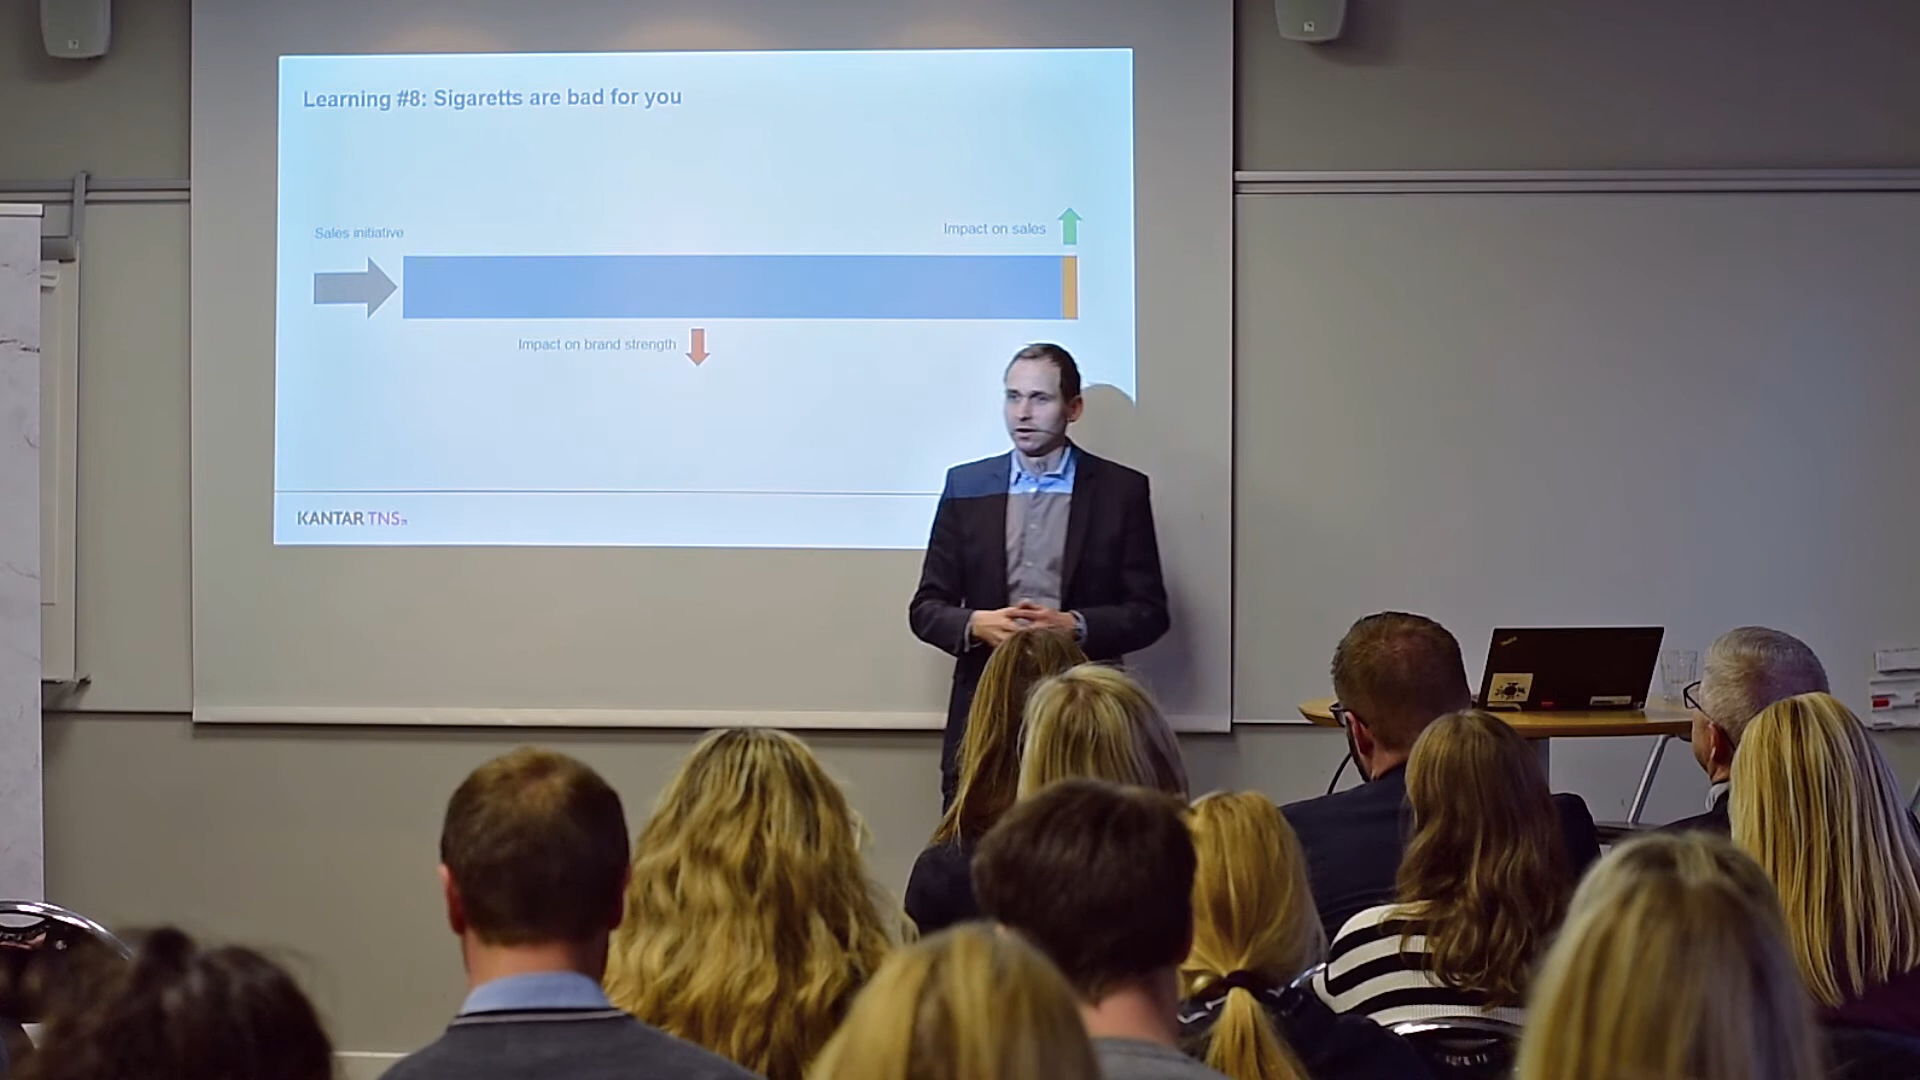 Learning #8: Sigaretts are bad for you
Sales initiative
Impact on sales
Impact on brand strength
KANTAR TNS